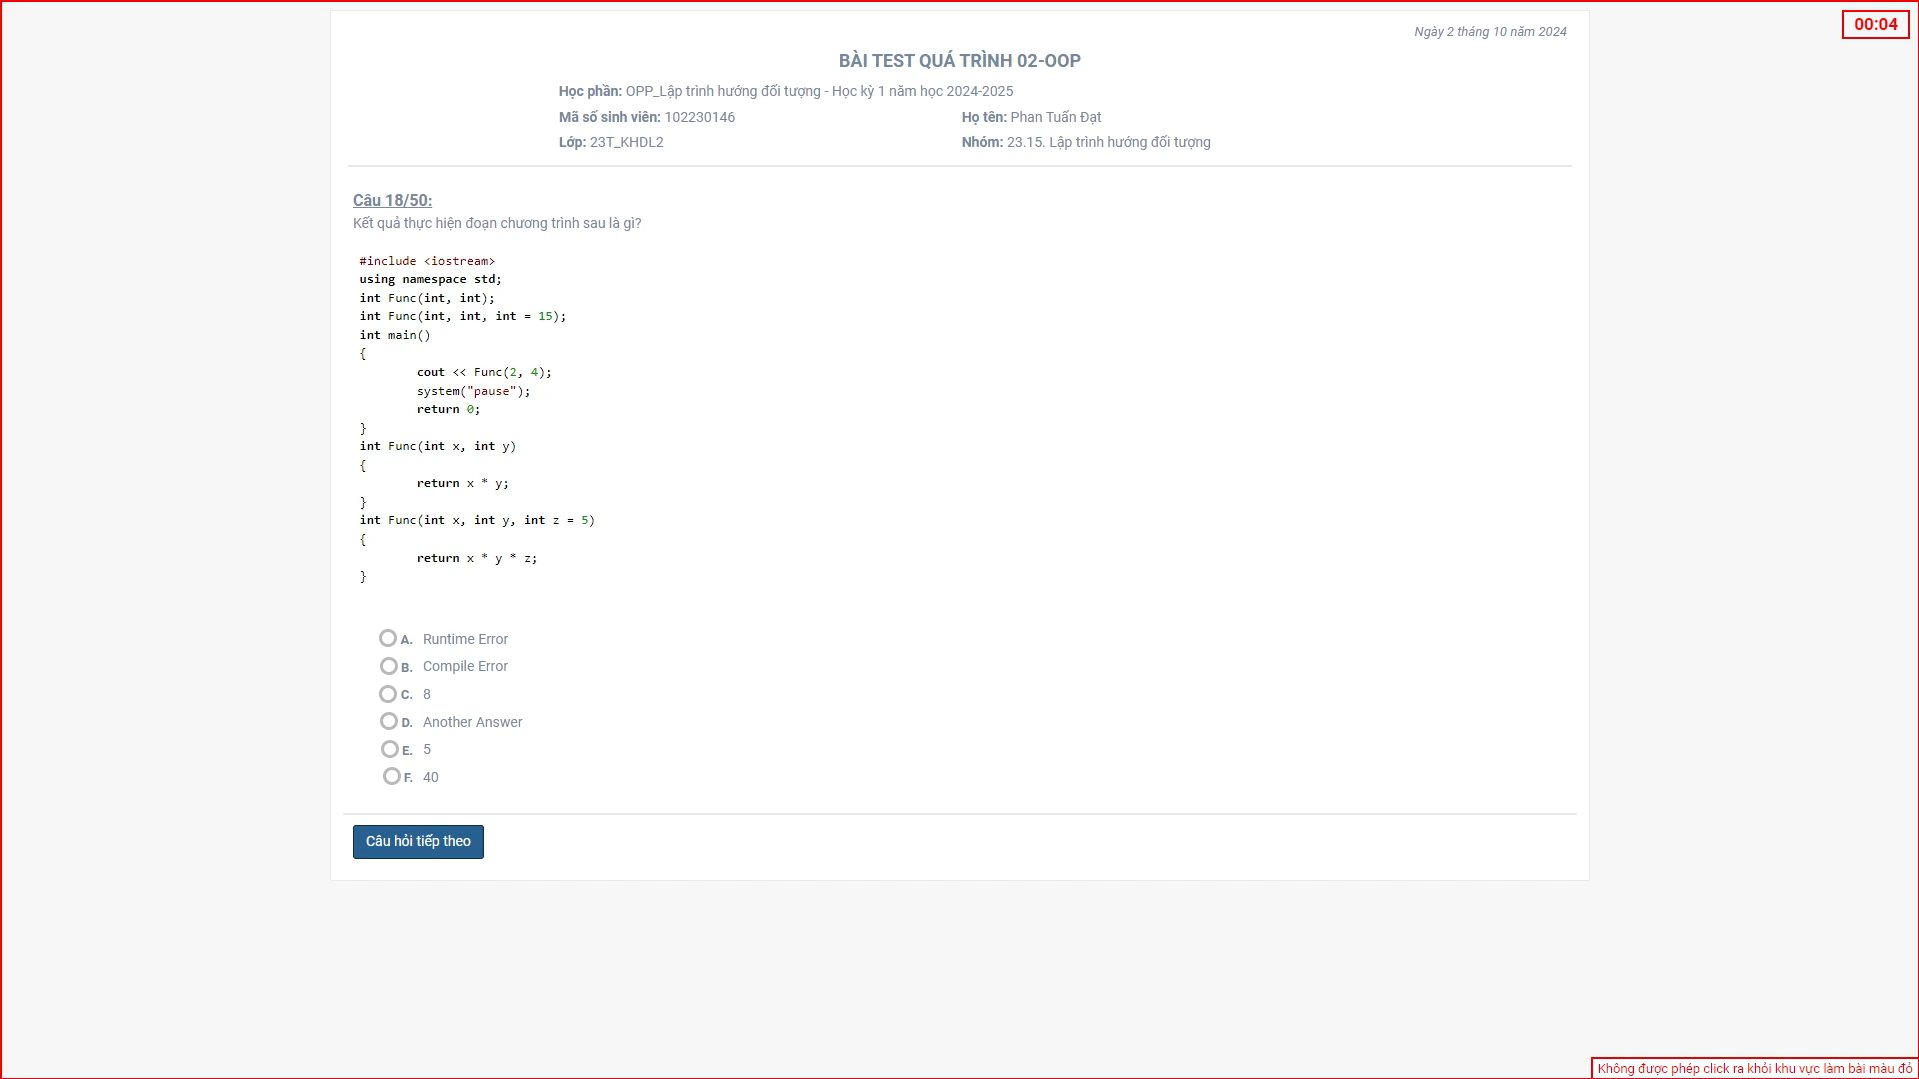 00:04
Ngày 2 tháng 10 năm 2024
BÀI TEST QUÁ TRÌNH 02-OOP
Học phần: OPP_Lập trình hướng đối tượng - Học kỳ 1 năm học 2024-2025
Mã số sinh viên: 102230146 Họ tên: Phan Tuấn Đạt
Lớp: 23T_KHDL2 Nhóm: 23.15. Lập trình hướng đối tượng
Câu 18/50:
Kết quả thực hiện đoạn chương trình sau là gì?
#include <iostream>
using namespace std;
int Func(int, int);
int Func(int, int, int = 15);
int main()
{
cout << Func(2, 4);
system("pause");
return 0;
}
int Func(int x, int y)
{
return x * y;
}
int Func(int x, int y, int z = 5)
{
return x * y * z;
}
A. Runtime Error
B. Compile Error
C. 8
D. Another Answer
E. 5
F. 40
Câu hỏi tiếp theo
Không được phép click ra khỏi khu vực làm bài màu đỏ